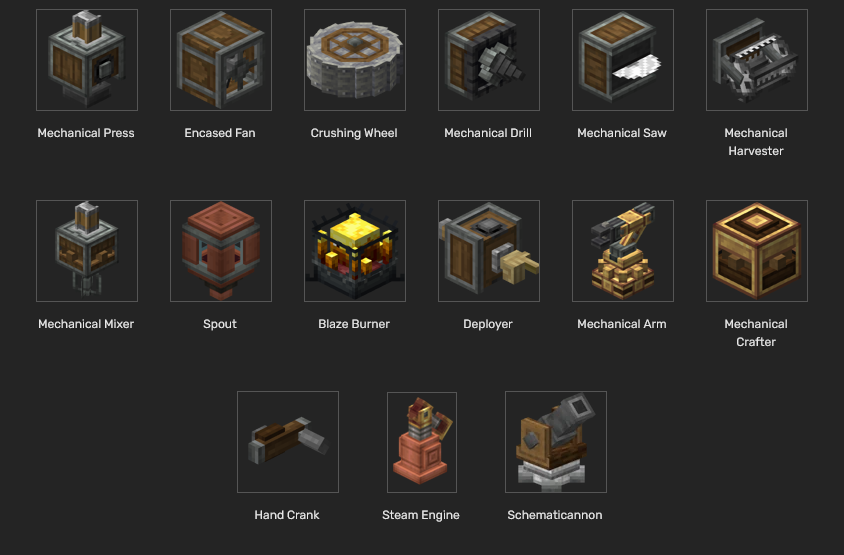 Mechanical Press
Encased Fan
Crushing Wheel
Mechanical Drill
Mechanical Saw
Mechanical
Harvester
Mechanical Mixer
Spout
Blaze Burner
Deployer
Mechanical Arm
Mechanical
Crafter
Hand Crank
Steam Engine
Schematicannon